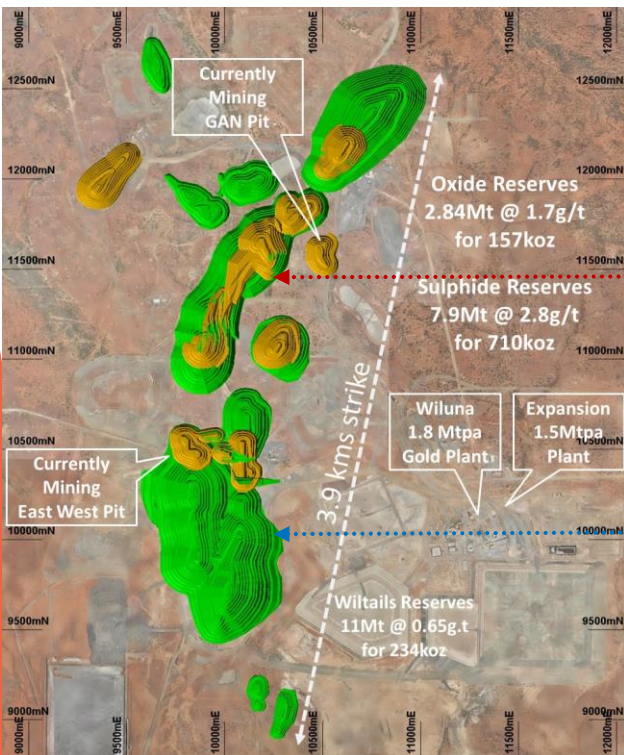 9000mE
9500mE
10000mE
10500mE
11000mE
11500mE
12000mE
12500mN
12500mN
Currently
Mining
GAN Pit
12000mN
12000mN
Oxide Reserves
2.84Mt @ 1.7g/t
for 157koz
11500mN
11500mN
Sulphide Reserves
7.9Mt @ 2.8g/t
for 710koz
11000mN
11000mN
3.9 kms strike
Wiluna
1.8 Mtpa
Gold Plant
Expansion
1.5Mtpa
Plant
10500mN
10500mN
Currently
Mining
East West Pit
10000mN
10000mN
Wiltails Reserves
11Mt @ 0.65g.t
for 234koz
9500mN
9500mN
9000mN
9000mN
9000mE
9500mE
10000mE
10500mE
11000mE
11500mE
12000mE